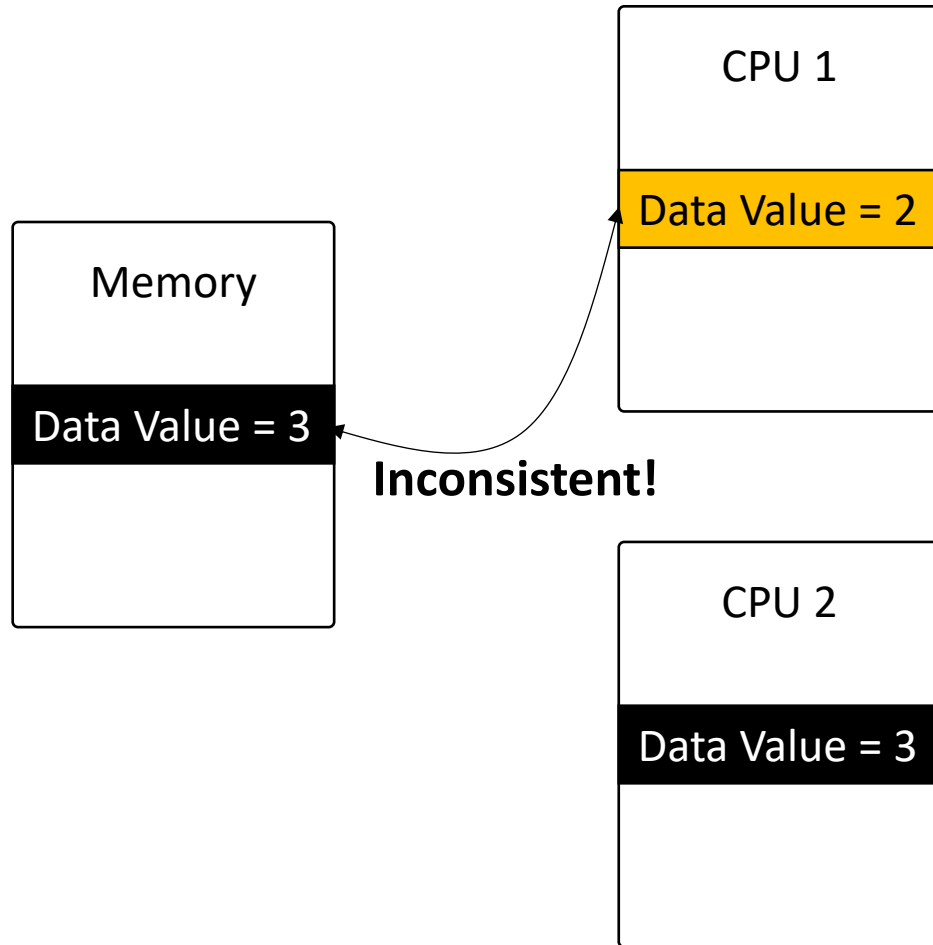 CPU 1
Data Value = 2
Memory
Data Value = 3
Inconsistent!
CPU 2
Data Value = 3